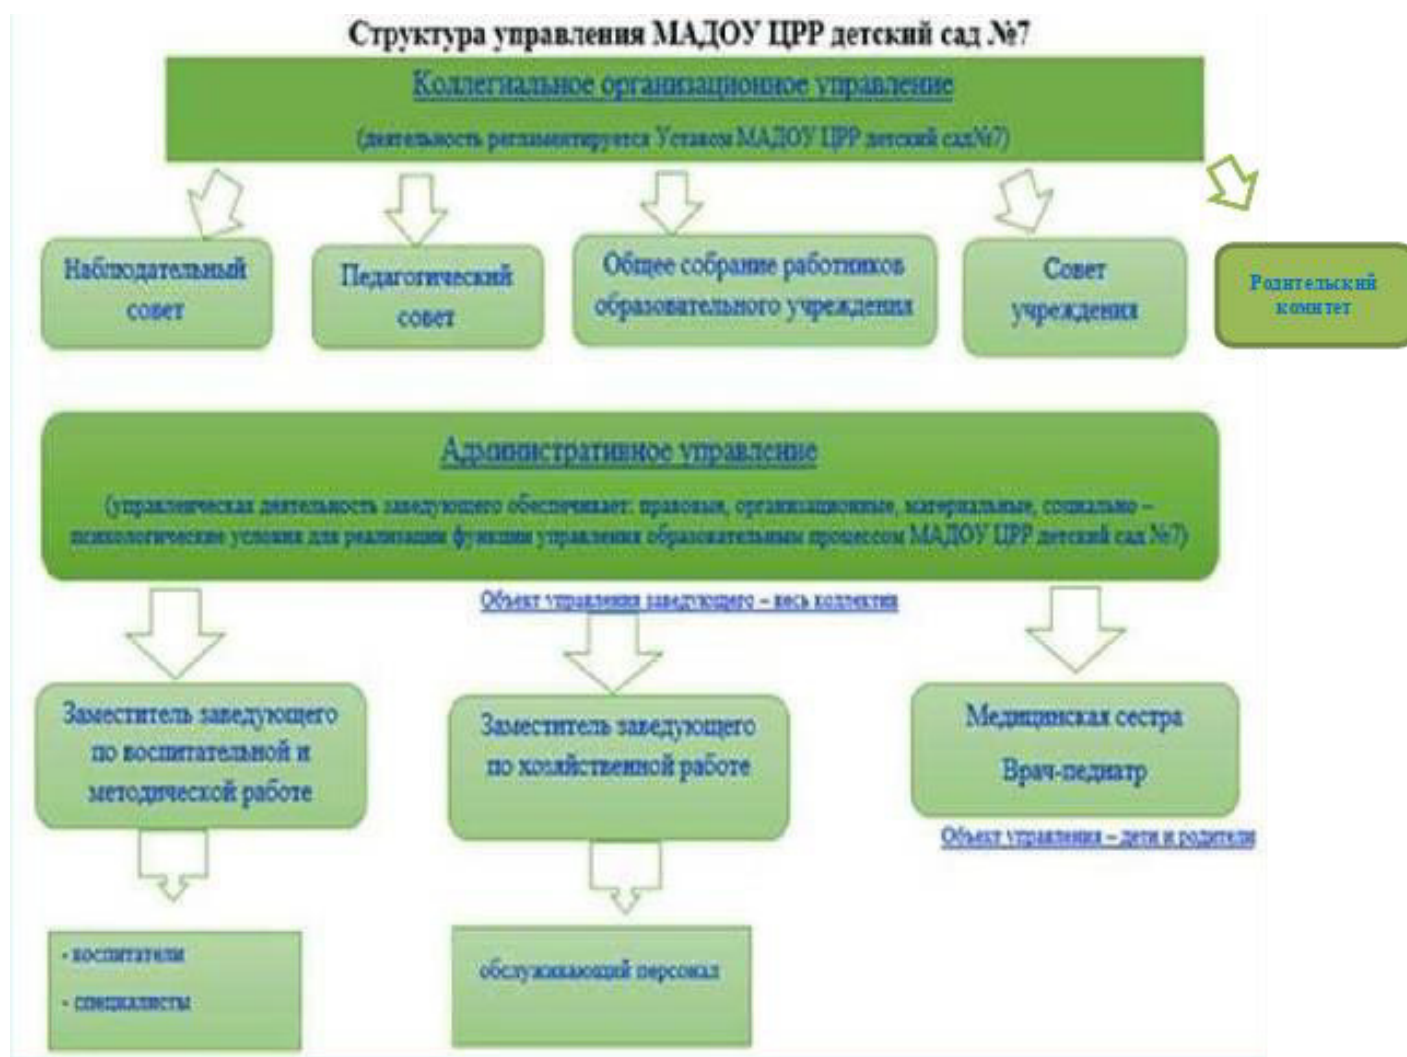 Структура управления МАДОУ ЦРР детский сад №7
Коллегиальное организационное управление
(деятельность регламентируется Уставом МАДОУ ЦРР детский сад№7)
Наблюдательный
совет
Педагогический
совет
Общее собрание работников
образовательного учреждения
Совет
учреждения
Родительский
комитет
Административное управление
(управленческая деятельность заведующего обеспечивает: правовые, организационные, материальные, социально –
психологические условия для реализации функции управления образовательным процессом МАДОУ ЦРР детский сад №7)
Объект управления заведующего – весь коллектив
Заместитель заведующего
по воспитательной и
методической работе
Заместитель заведующего
по хозяйственной работе
Медицинская сестра
Врач-педиатр
Объект управления – дети и родители
- воспитатели
- специалисты
обслуживающий персонал